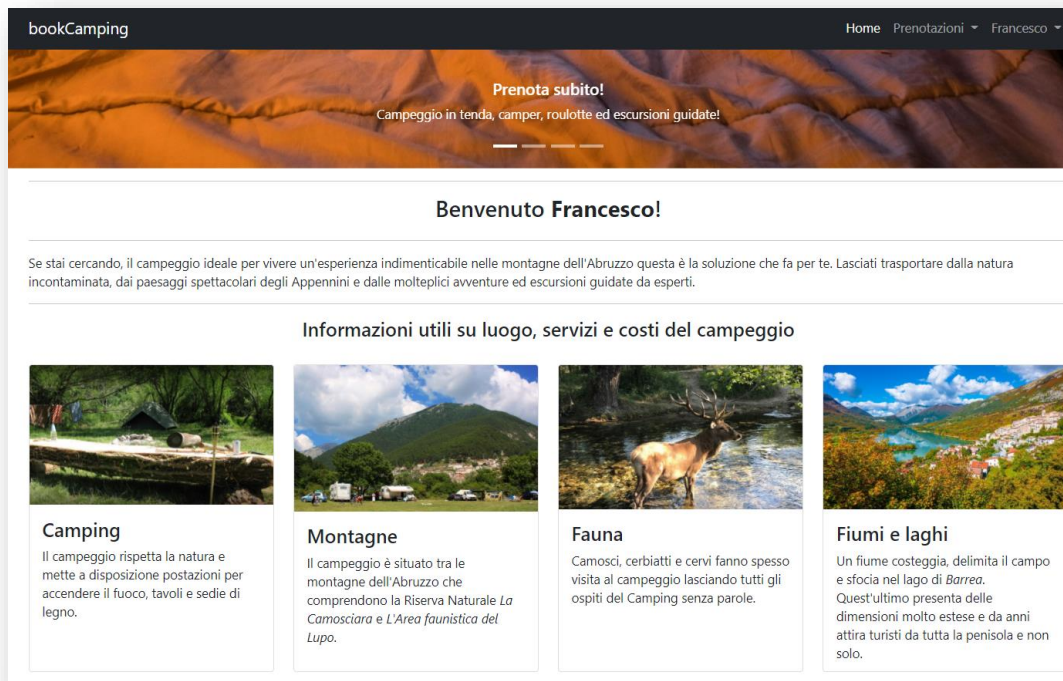 bookCamping
Home Prenotazioni Francesco
Prenota subito!
Campeggio in tenda, camper, roulotte ed escursioni guidate!
Benvenuto Francesco!
Se stai cercando, il campeggio ideale per vivere un'esperienza indimenticabile nelle montagne dell'Abruzzo questa è la soluzione che fa per te. Lasciati trasportare dalla natura
incontaminata, dai paesaggi spettacolari degli Appennini e dalle molteplici avventure ed escursioni guidate da esperti.
Informazioni utili su luogo, servizi e costi del campeggio
Camping
Il campeggio rispetta la natura e
mette a disposizione postazioni per
accendere il fuoco, tavoli e sedie di
legno.
Montagne
Il campeggio è situato tra le
montagne dell'Abruzzo che
comprendono la Riserva Naturale La
Camosciara e L'Area faunistica del
Lupo.
Fauna
Camosci, cerbiatti e cervi fanno spesso
visita al campeggio lasciando tutti gli
ospiti del Camping senza parole.
Fiumi e laghi
Un fiume costeggia, delimita il campo
e sfocia nel lago di Barrea.
Quest'ultimo presenta delle
dimensioni molto estese e da anni
attira turisti da tutta la penisola e non
solo.